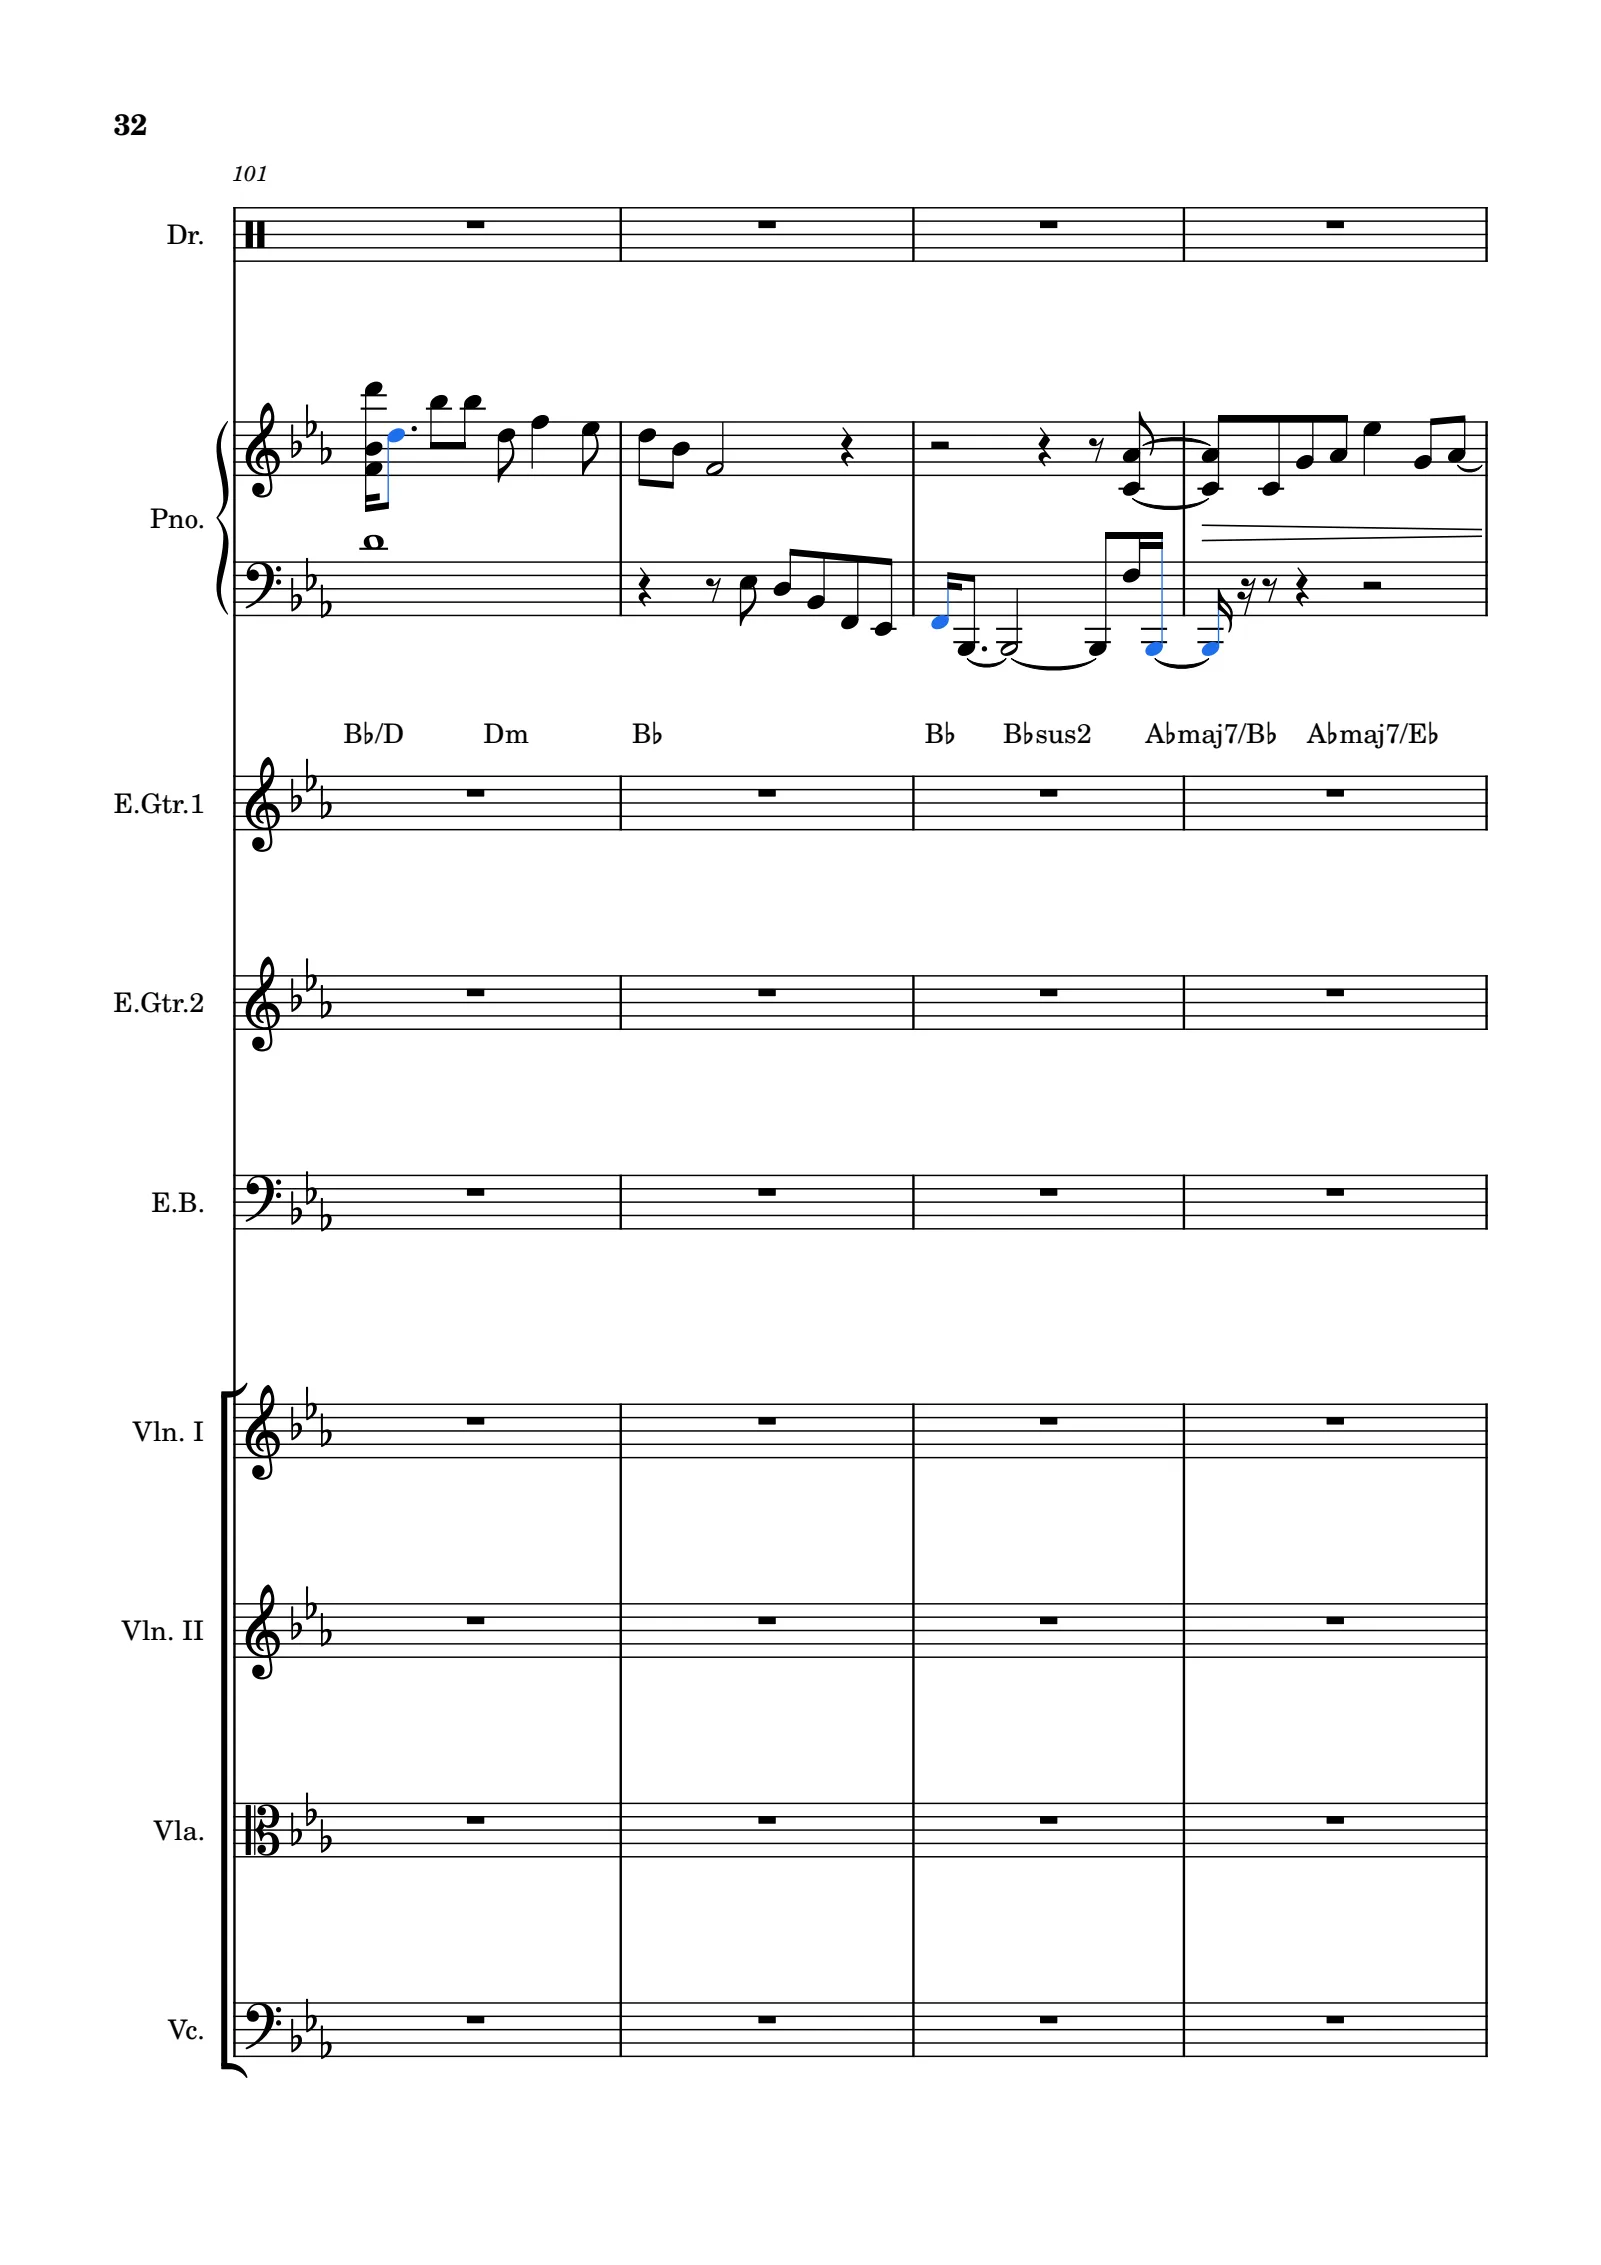 32
101
Dr.
Pno.
B♭/D Dm B♭ B♭ B♭sus2 A♭maj7/B♭ A♭maj7/E♭
E.Gtr.1
E.Gtr.2
E.B.
Vln. I
Vln. II
Vla.
Vc.